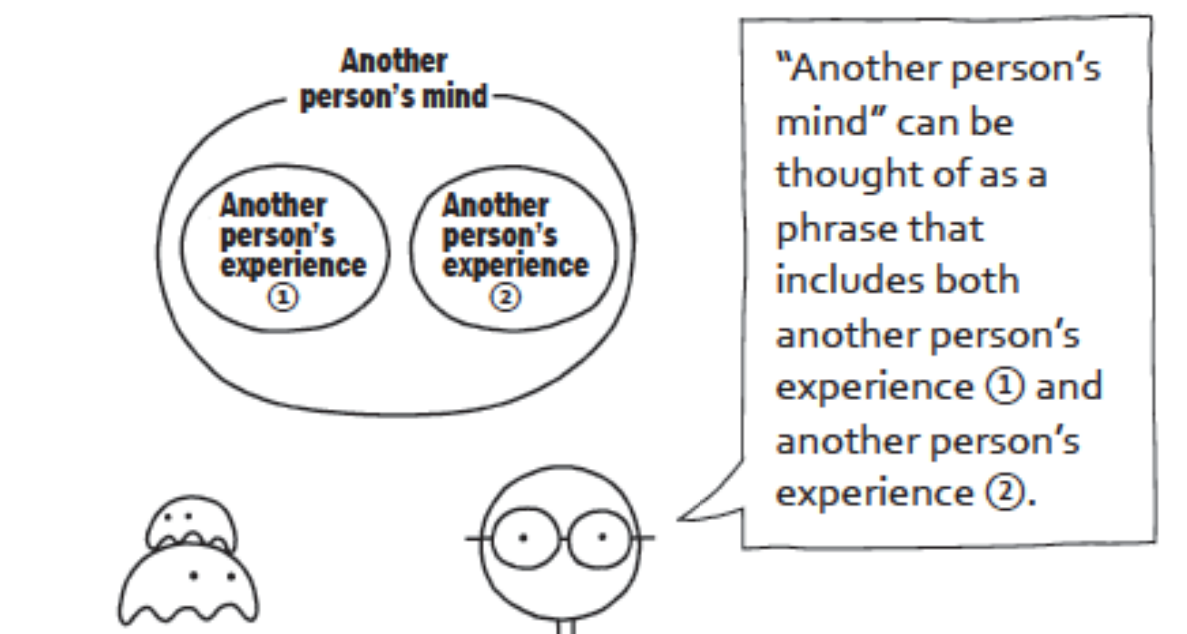 Another
person's mind
Another
person's
experience
①
Another
person's
experience
②
“Another person's
mind” can be
thought of as a
phrase that
includes both
another person's
experience ① and
another person's
experience ②.